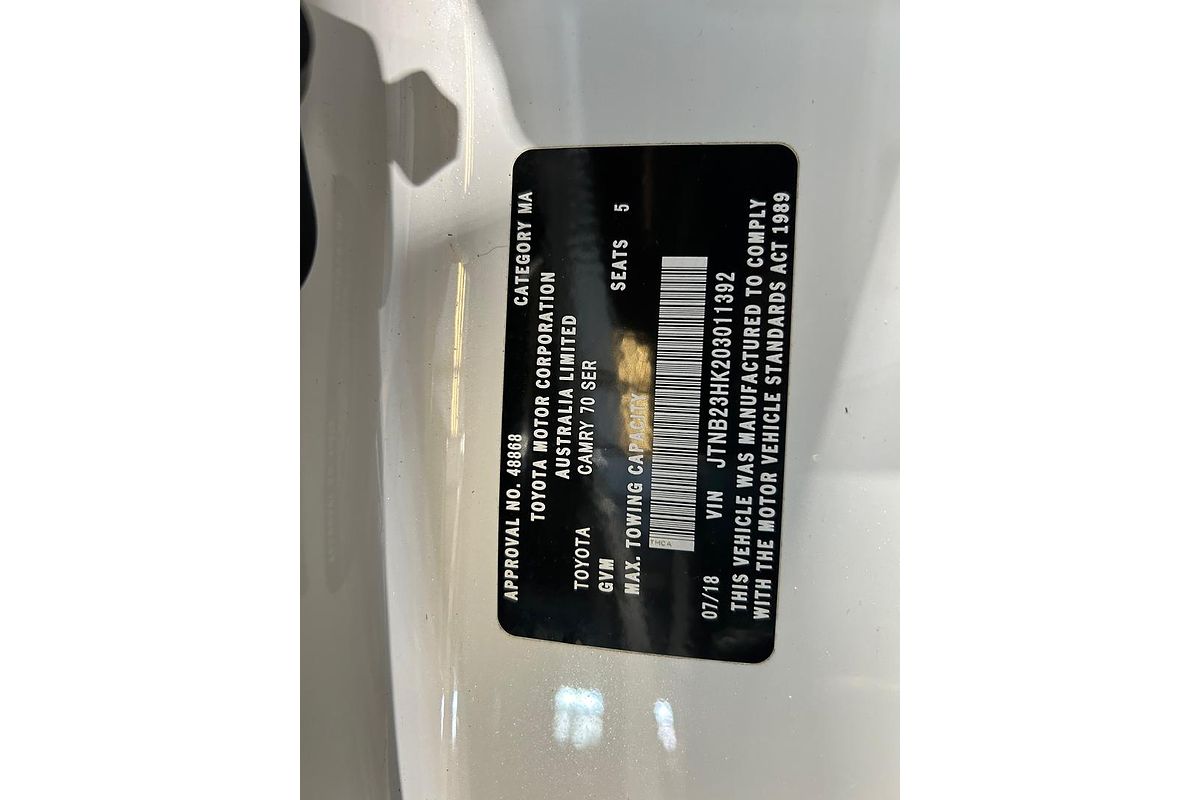 APPROVAL NO. 48868 CATEGORY MA
TOYOTA MOTOR CORPORATION
AUSTRALIA LIMITED
TOYOTA CAMRY 70 SER
GVM SEATS 5
MAX. TOWING CAPACITY
TMCA
07/18 VIN JTNB23HK203011392
THIS VEHICLE WAS MANUFACTURED TO COMPLY
WITH THE MOTOR VEHICLE STANDARDS ACT 1989